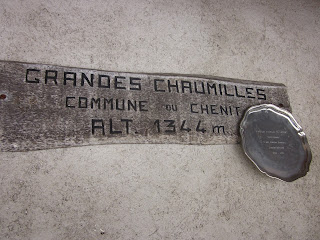 GRANDES CHAUMILLES
COMMUNE DU CHENIT
ALT. 1344 m